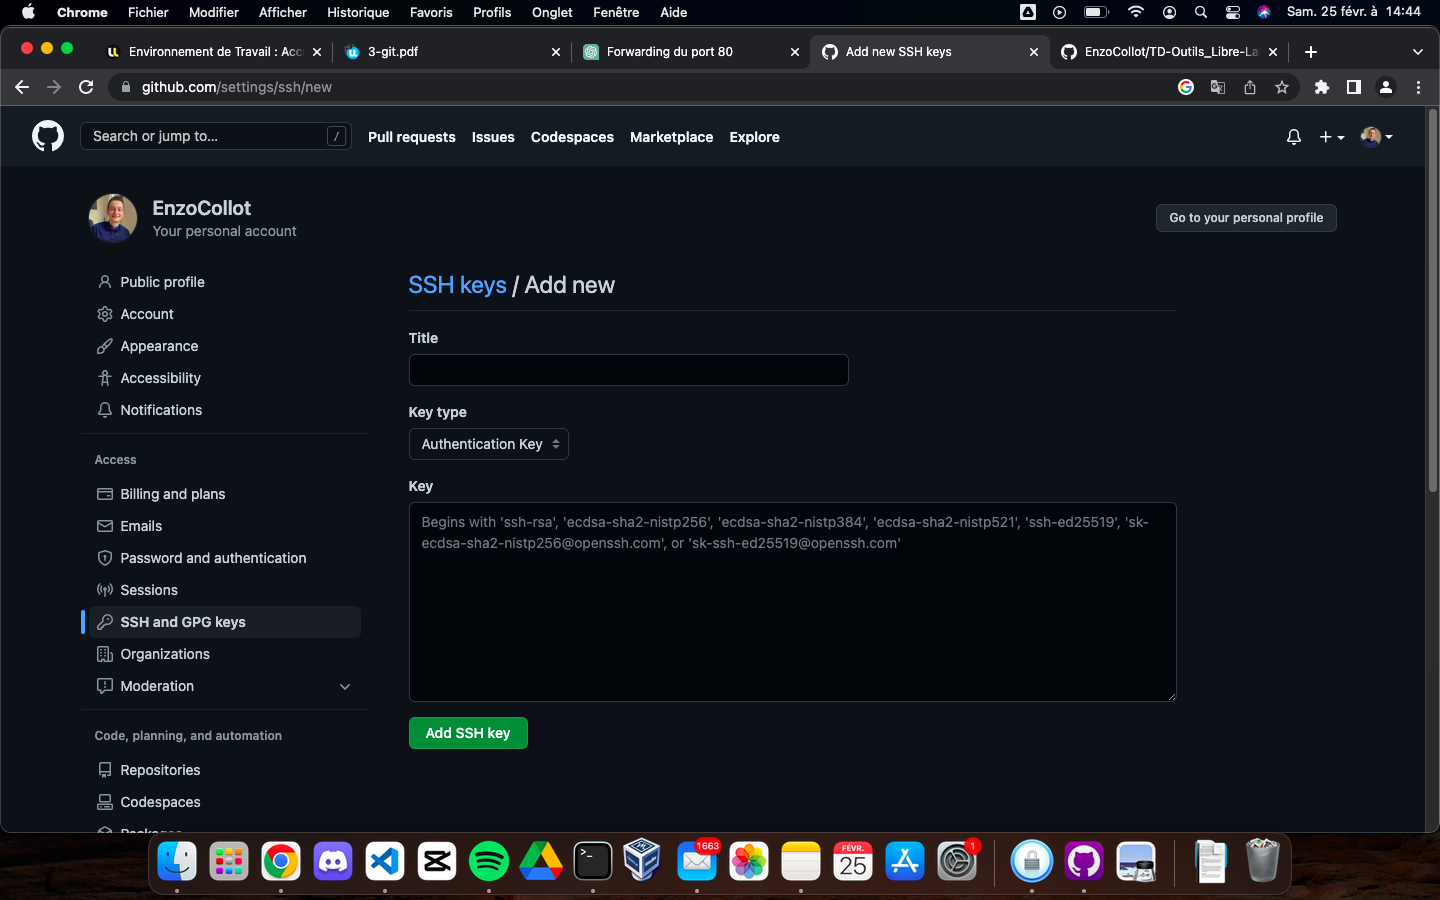 Chrome Fichier Modifier Afficher Historique Favoris Profils Onglet Fenêtre Aide Sam. 25 févr. à 14:44
Environnement de Travail : Acc 3-git.pdf Forwarding du port 80 Add new SSH keys EnzoCollot/TD-Outils_Libre-La
github.com/settings/ssh/new
Search or jump to... / Pull requests Issues Codespaces Marketplace Explore
EnzoCollot
Your personal account
Go to your personal profile
Public profile
Account
Appearance
Accessibility
Notifications
Access
Billing and plans
Emails
Password and authentication
Sessions
SSH and GPG keys
Organizations
Moderation
Code, planning, and automation
Repositories
Codespaces
Packages
SSH keys / Add new
Title
Key type
Authentication Key
Key
Begins with 'ssh-rsa', 'ecdsa-sha2-nistp256', 'ecdsa-sha2-nistp384', 'ecdsa-sha2-nistp521', 'ssh-ed25519', 'sk-
ecdsa-sha2-nistp256@openssh.com', or 'sk-ssh-ed25519@openssh.com'
Add SSH key
1663
FÉVR.
25
1